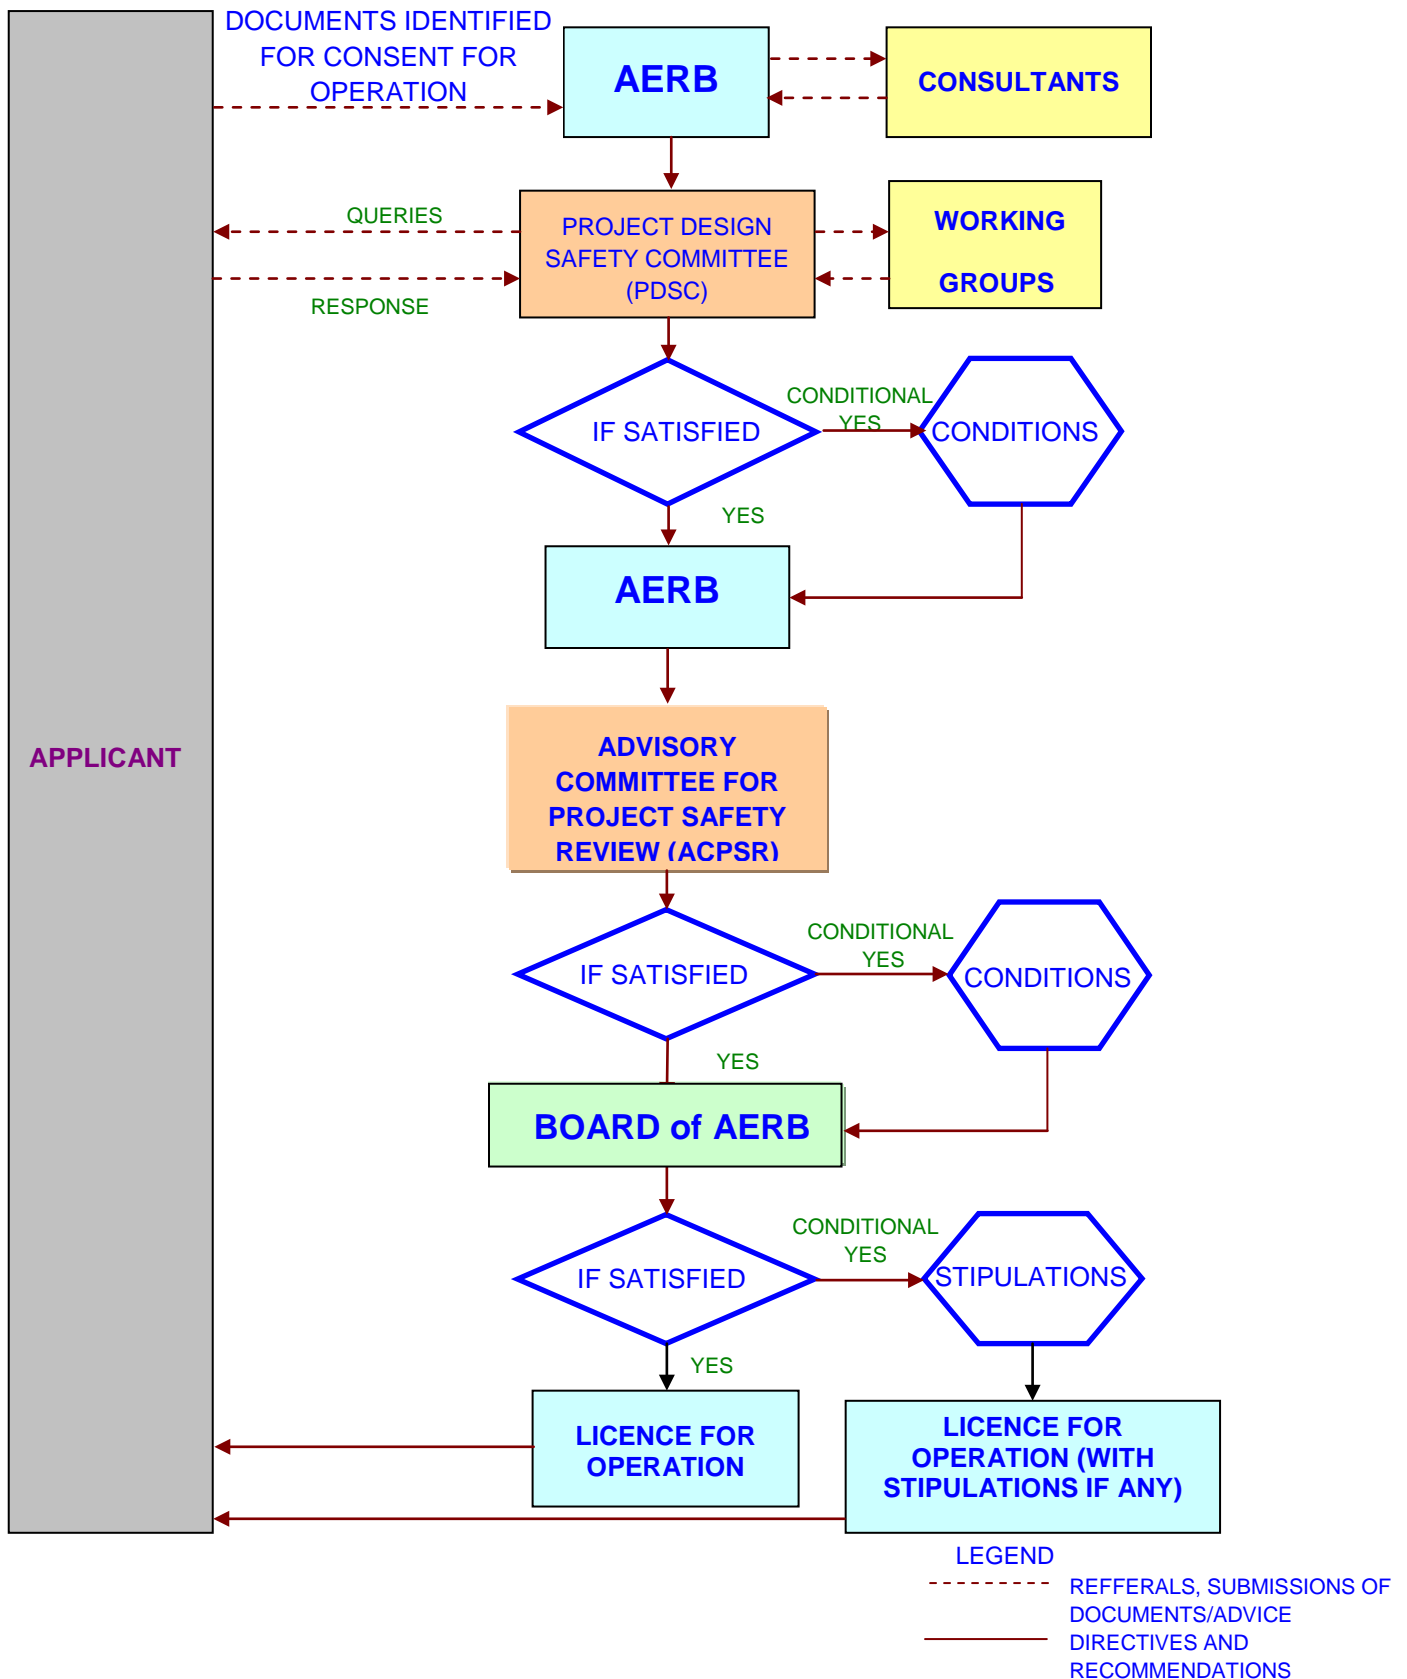 DOCUMENTS IDENTIFIED
FOR CONSENT FOR
OPERATION
AERB
CONSULTANTS
QUERIES
PROJECT DESIGN
SAFETY COMMITTEE
(PDSC)
WORKING
GROUPS
RESPONSE
IF SATISFIED
CONDITIONAL
YES
CONDITIONS
YES
AERB
APPLICANT
ADVISORY
COMMITTEE FOR
PROJECT SAFETY
REVIEW (ACPSR)
IF SATISFIED
CONDITIONAL
YES
CONDITIONS
YES
BOARD of AERB
IF SATISFIED
CONDITIONAL
YES
STIPULATIONS
YES
LICENCE FOR
OPERATION
LICENCE FOR
OPERATION (WITH
STIPULATIONS IF ANY)
LEGEND
REFFERALS, SUBMISSIONS OF
DOCUMENTS/ADVICE
DIRECTIVES AND
RECOMMENDATIONS